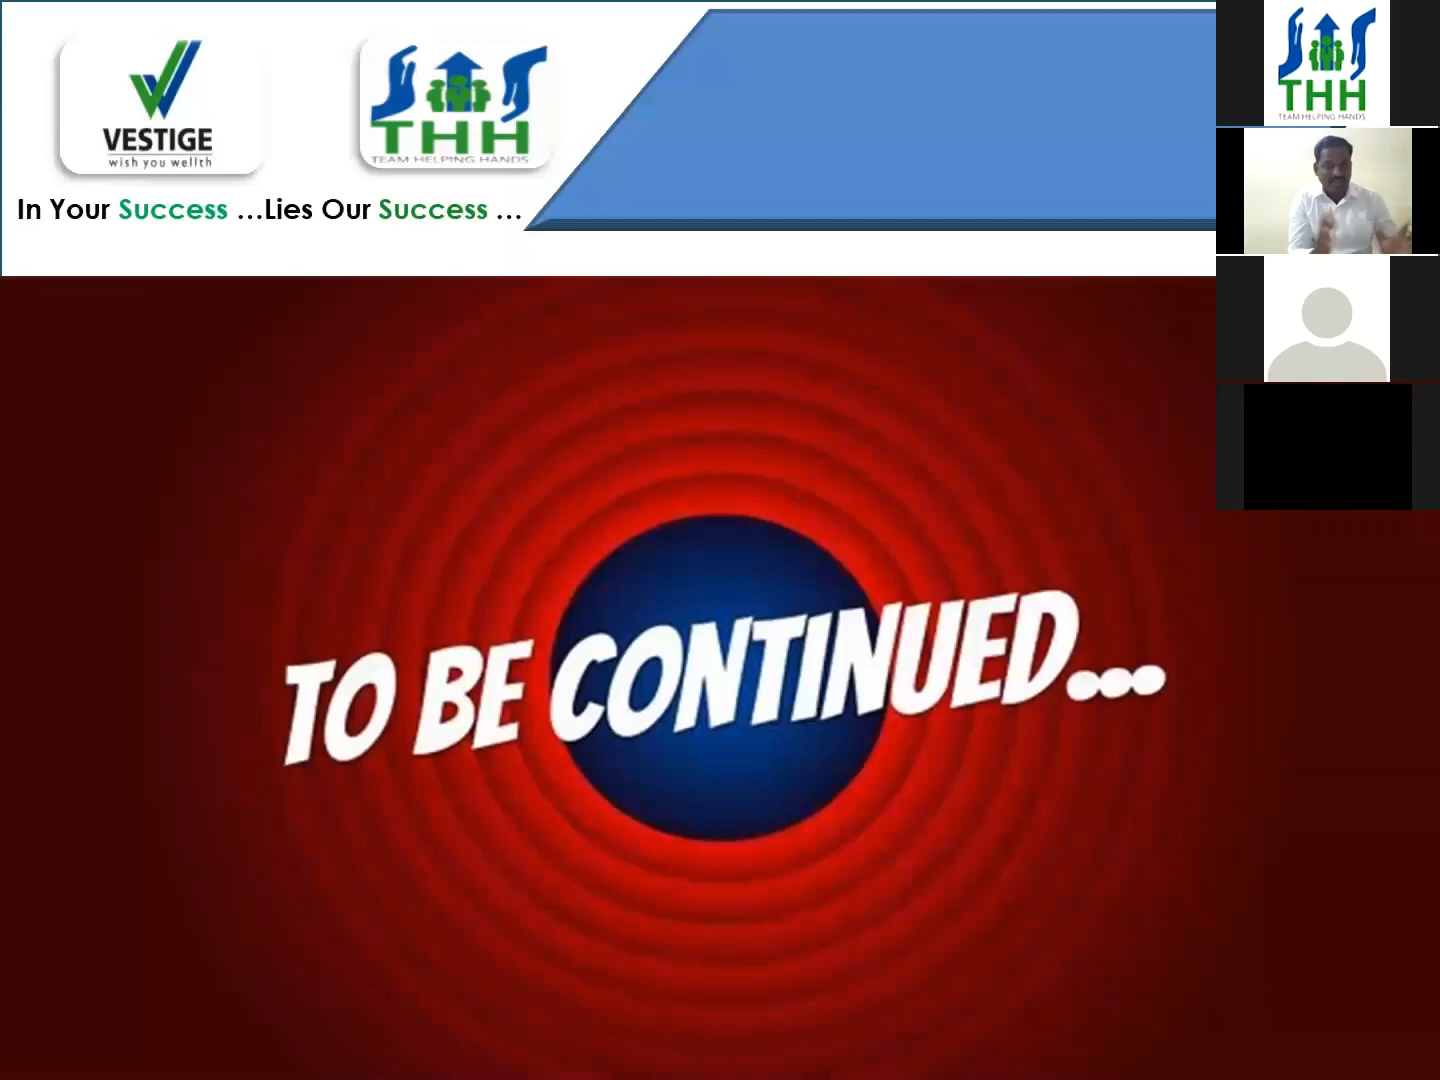 VESTIGE
wish you wellth
THH
TEAM HELPING HANDS
In Your Success ...Lies Our Success ...
THH
TEAM HELPING HANDS
TO BE CONTINUED...